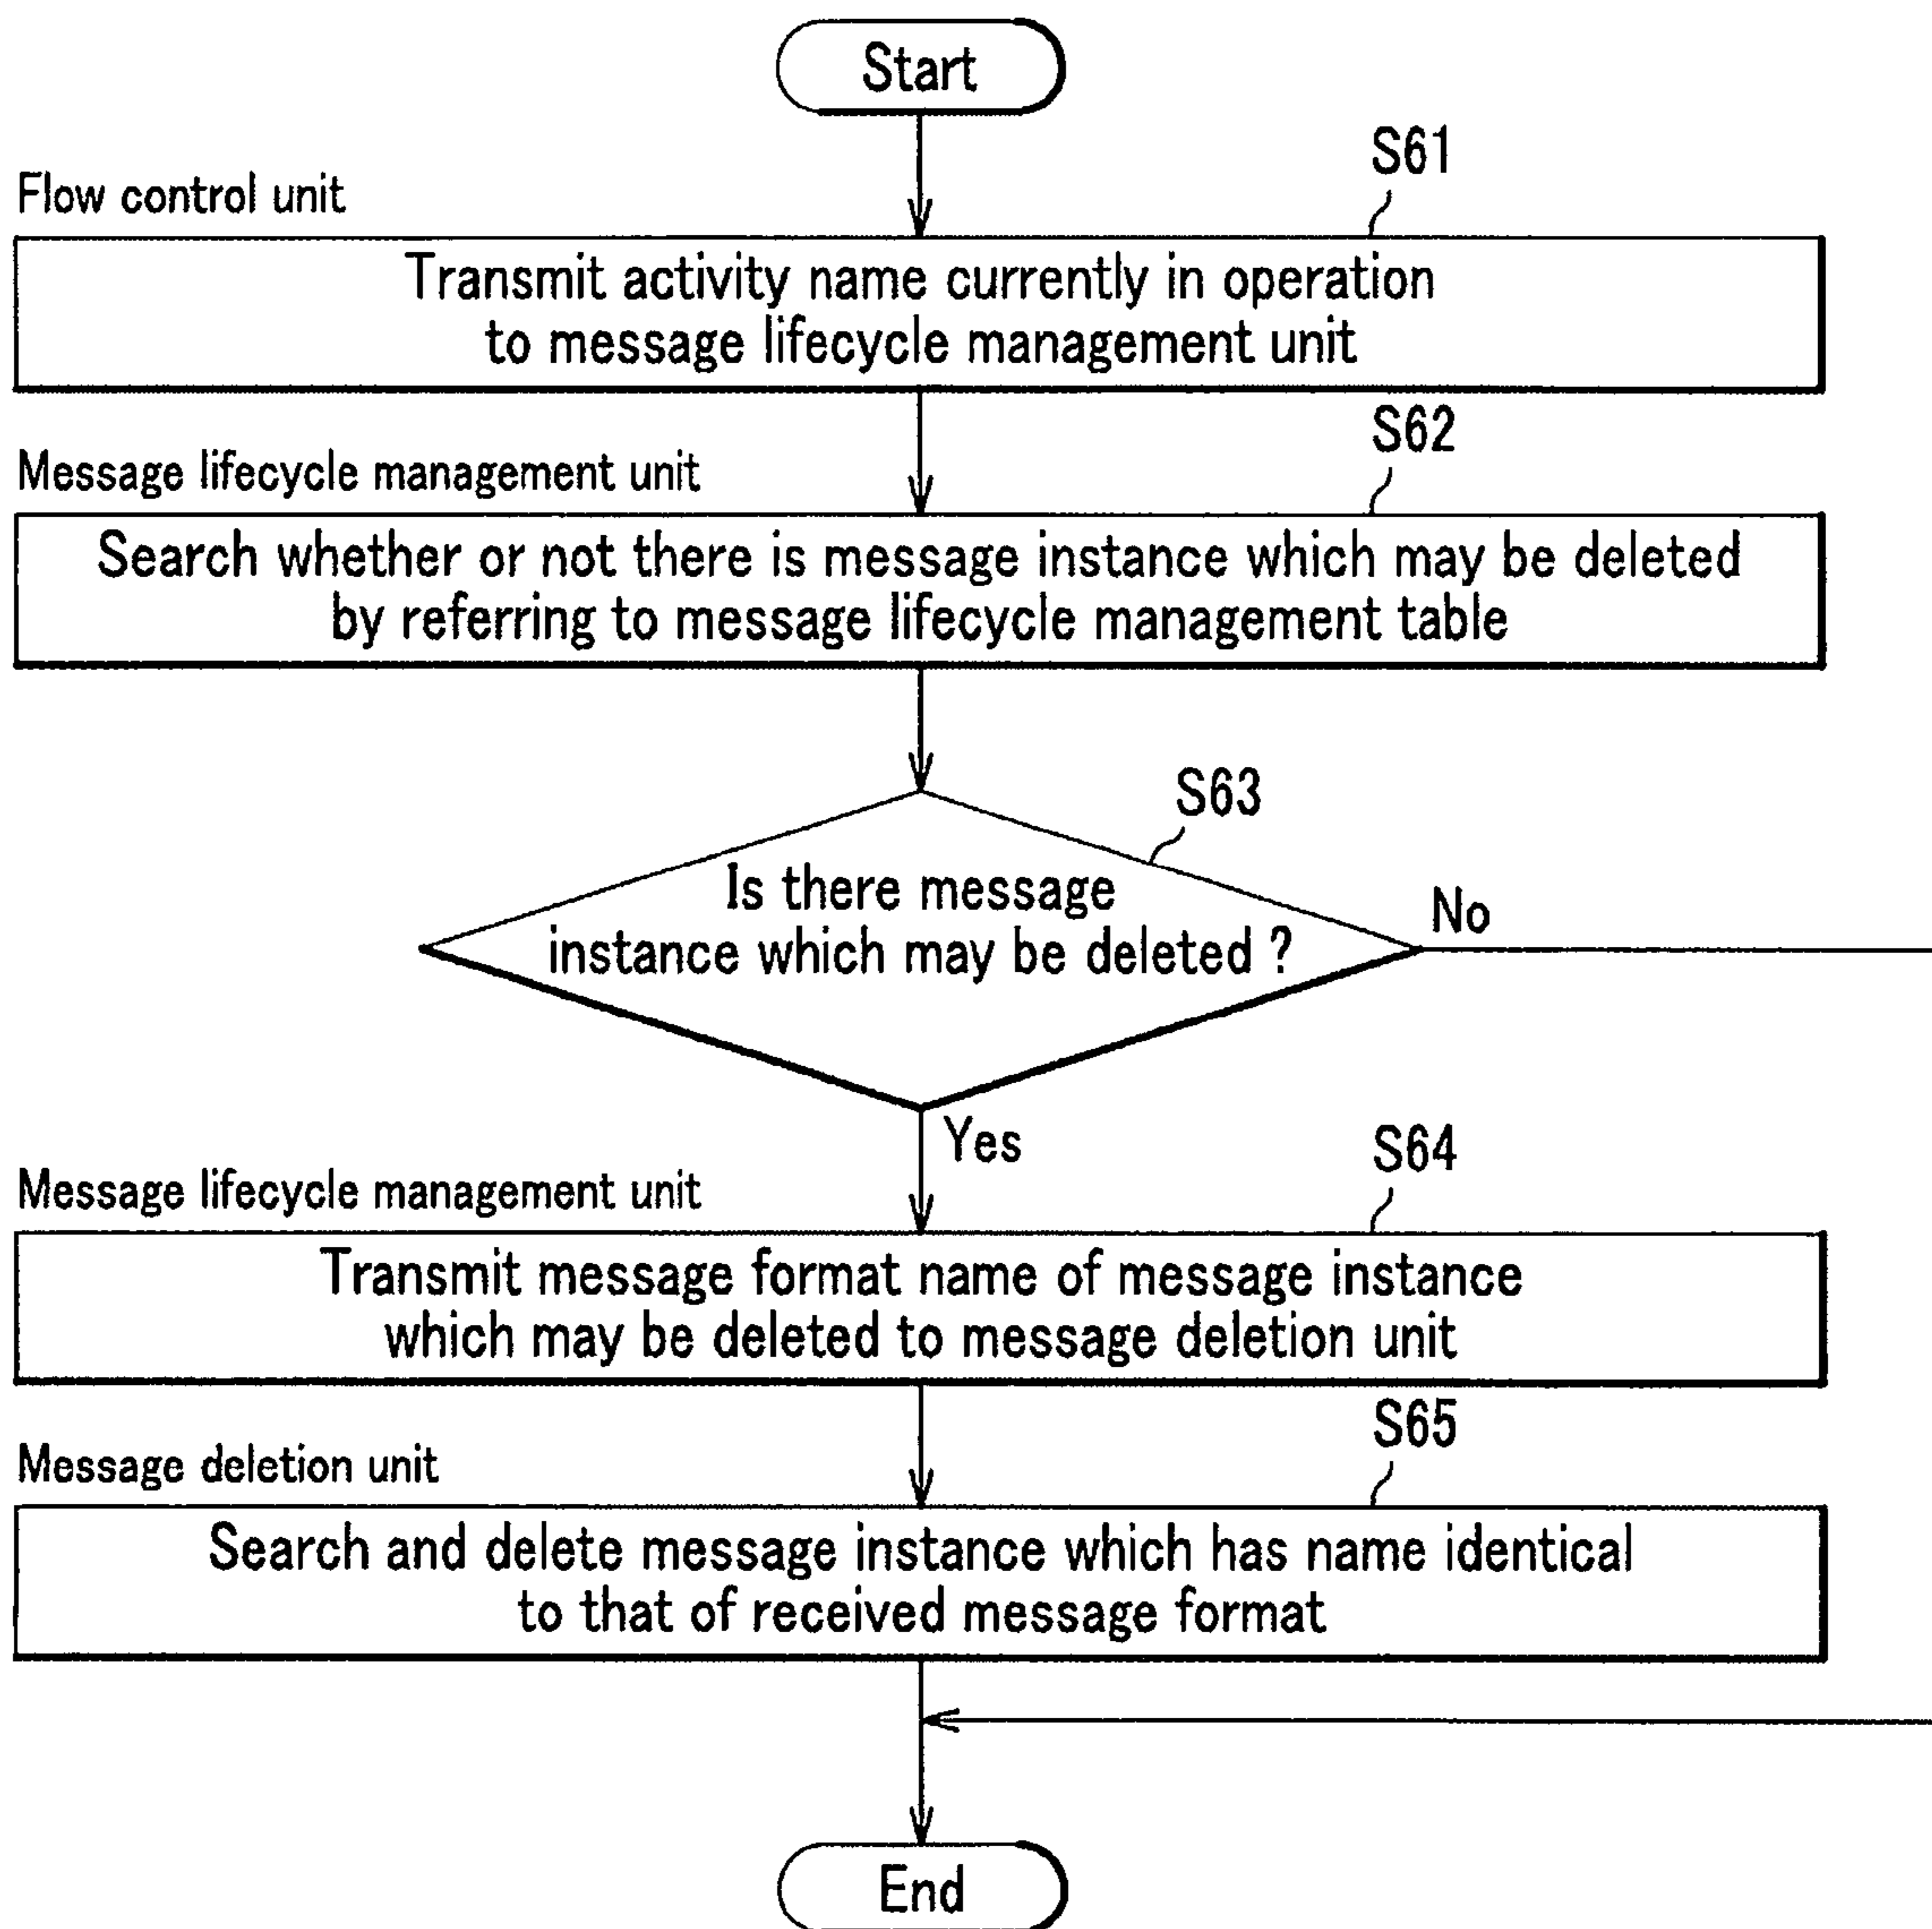 Start
S61
Flow control unit
Transmit activity name currently in operation
to message lifecycle management unit
S62
Message lifecycle management unit
Search whether or not there is message instance which may be deleted
by referring to message lifecycle management table
S63
Is there message
instance which may be deleted ?
No
Yes
S64
Message lifecycle management unit
Transmit message format name of message instance
which may be deleted to message deletion unit
S65
Message deletion unit
Search and delete message instance which has name identical
to that of received message format
End